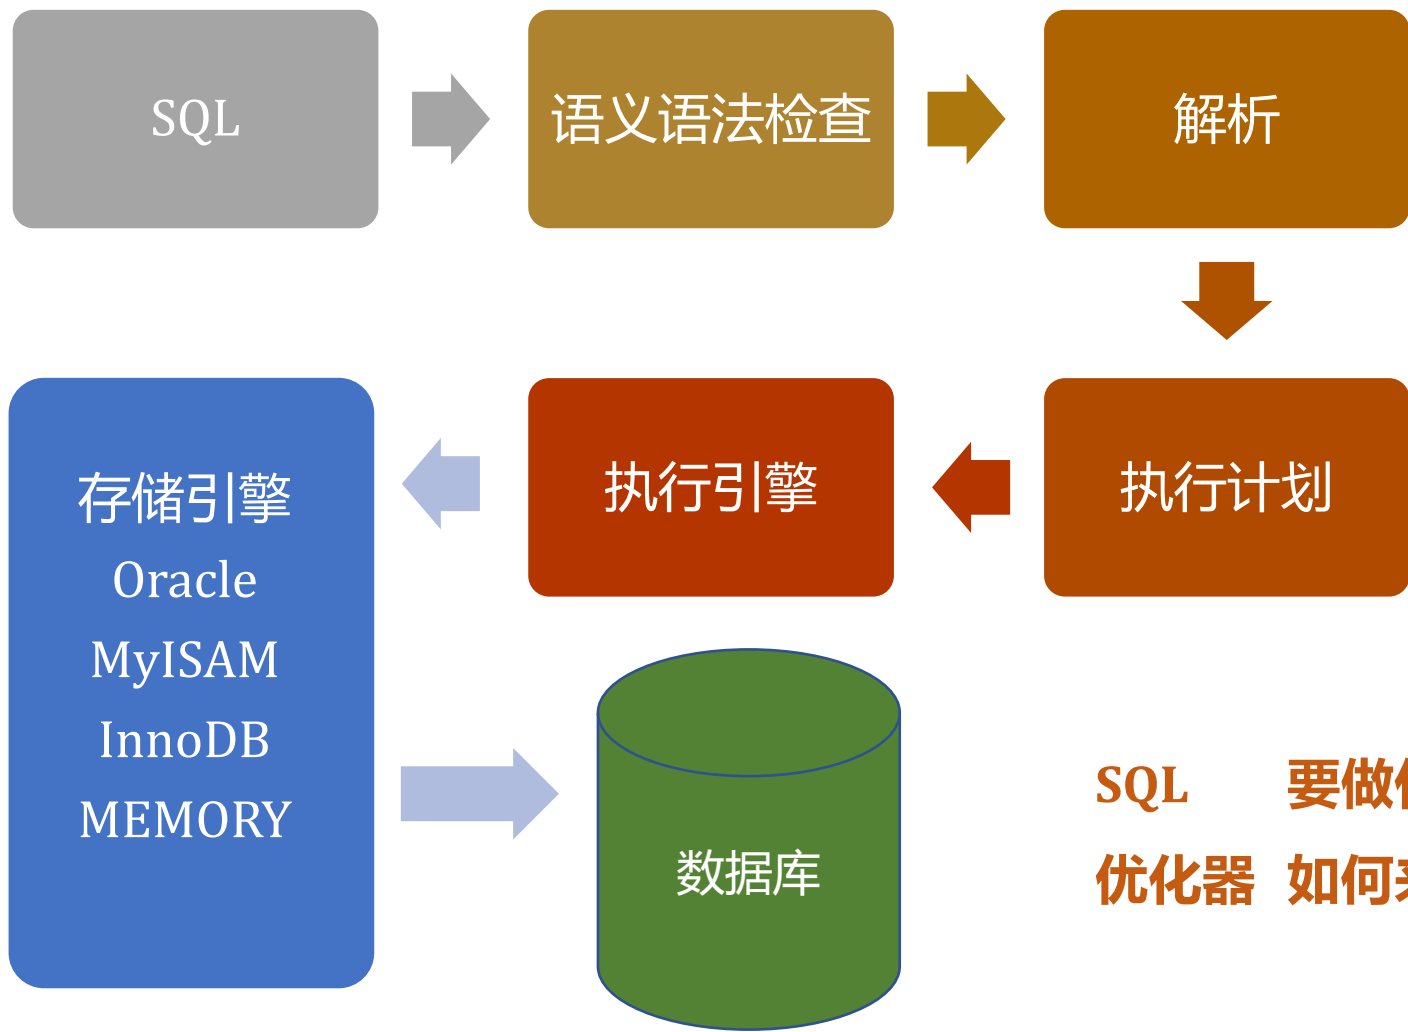 SQL
语义语法检查
解析
执行计划
执行引擎
存储引擎
Oracle
MyISAM
InnoDB
MEMORY
数据库
SQL 要做
优化器 如何